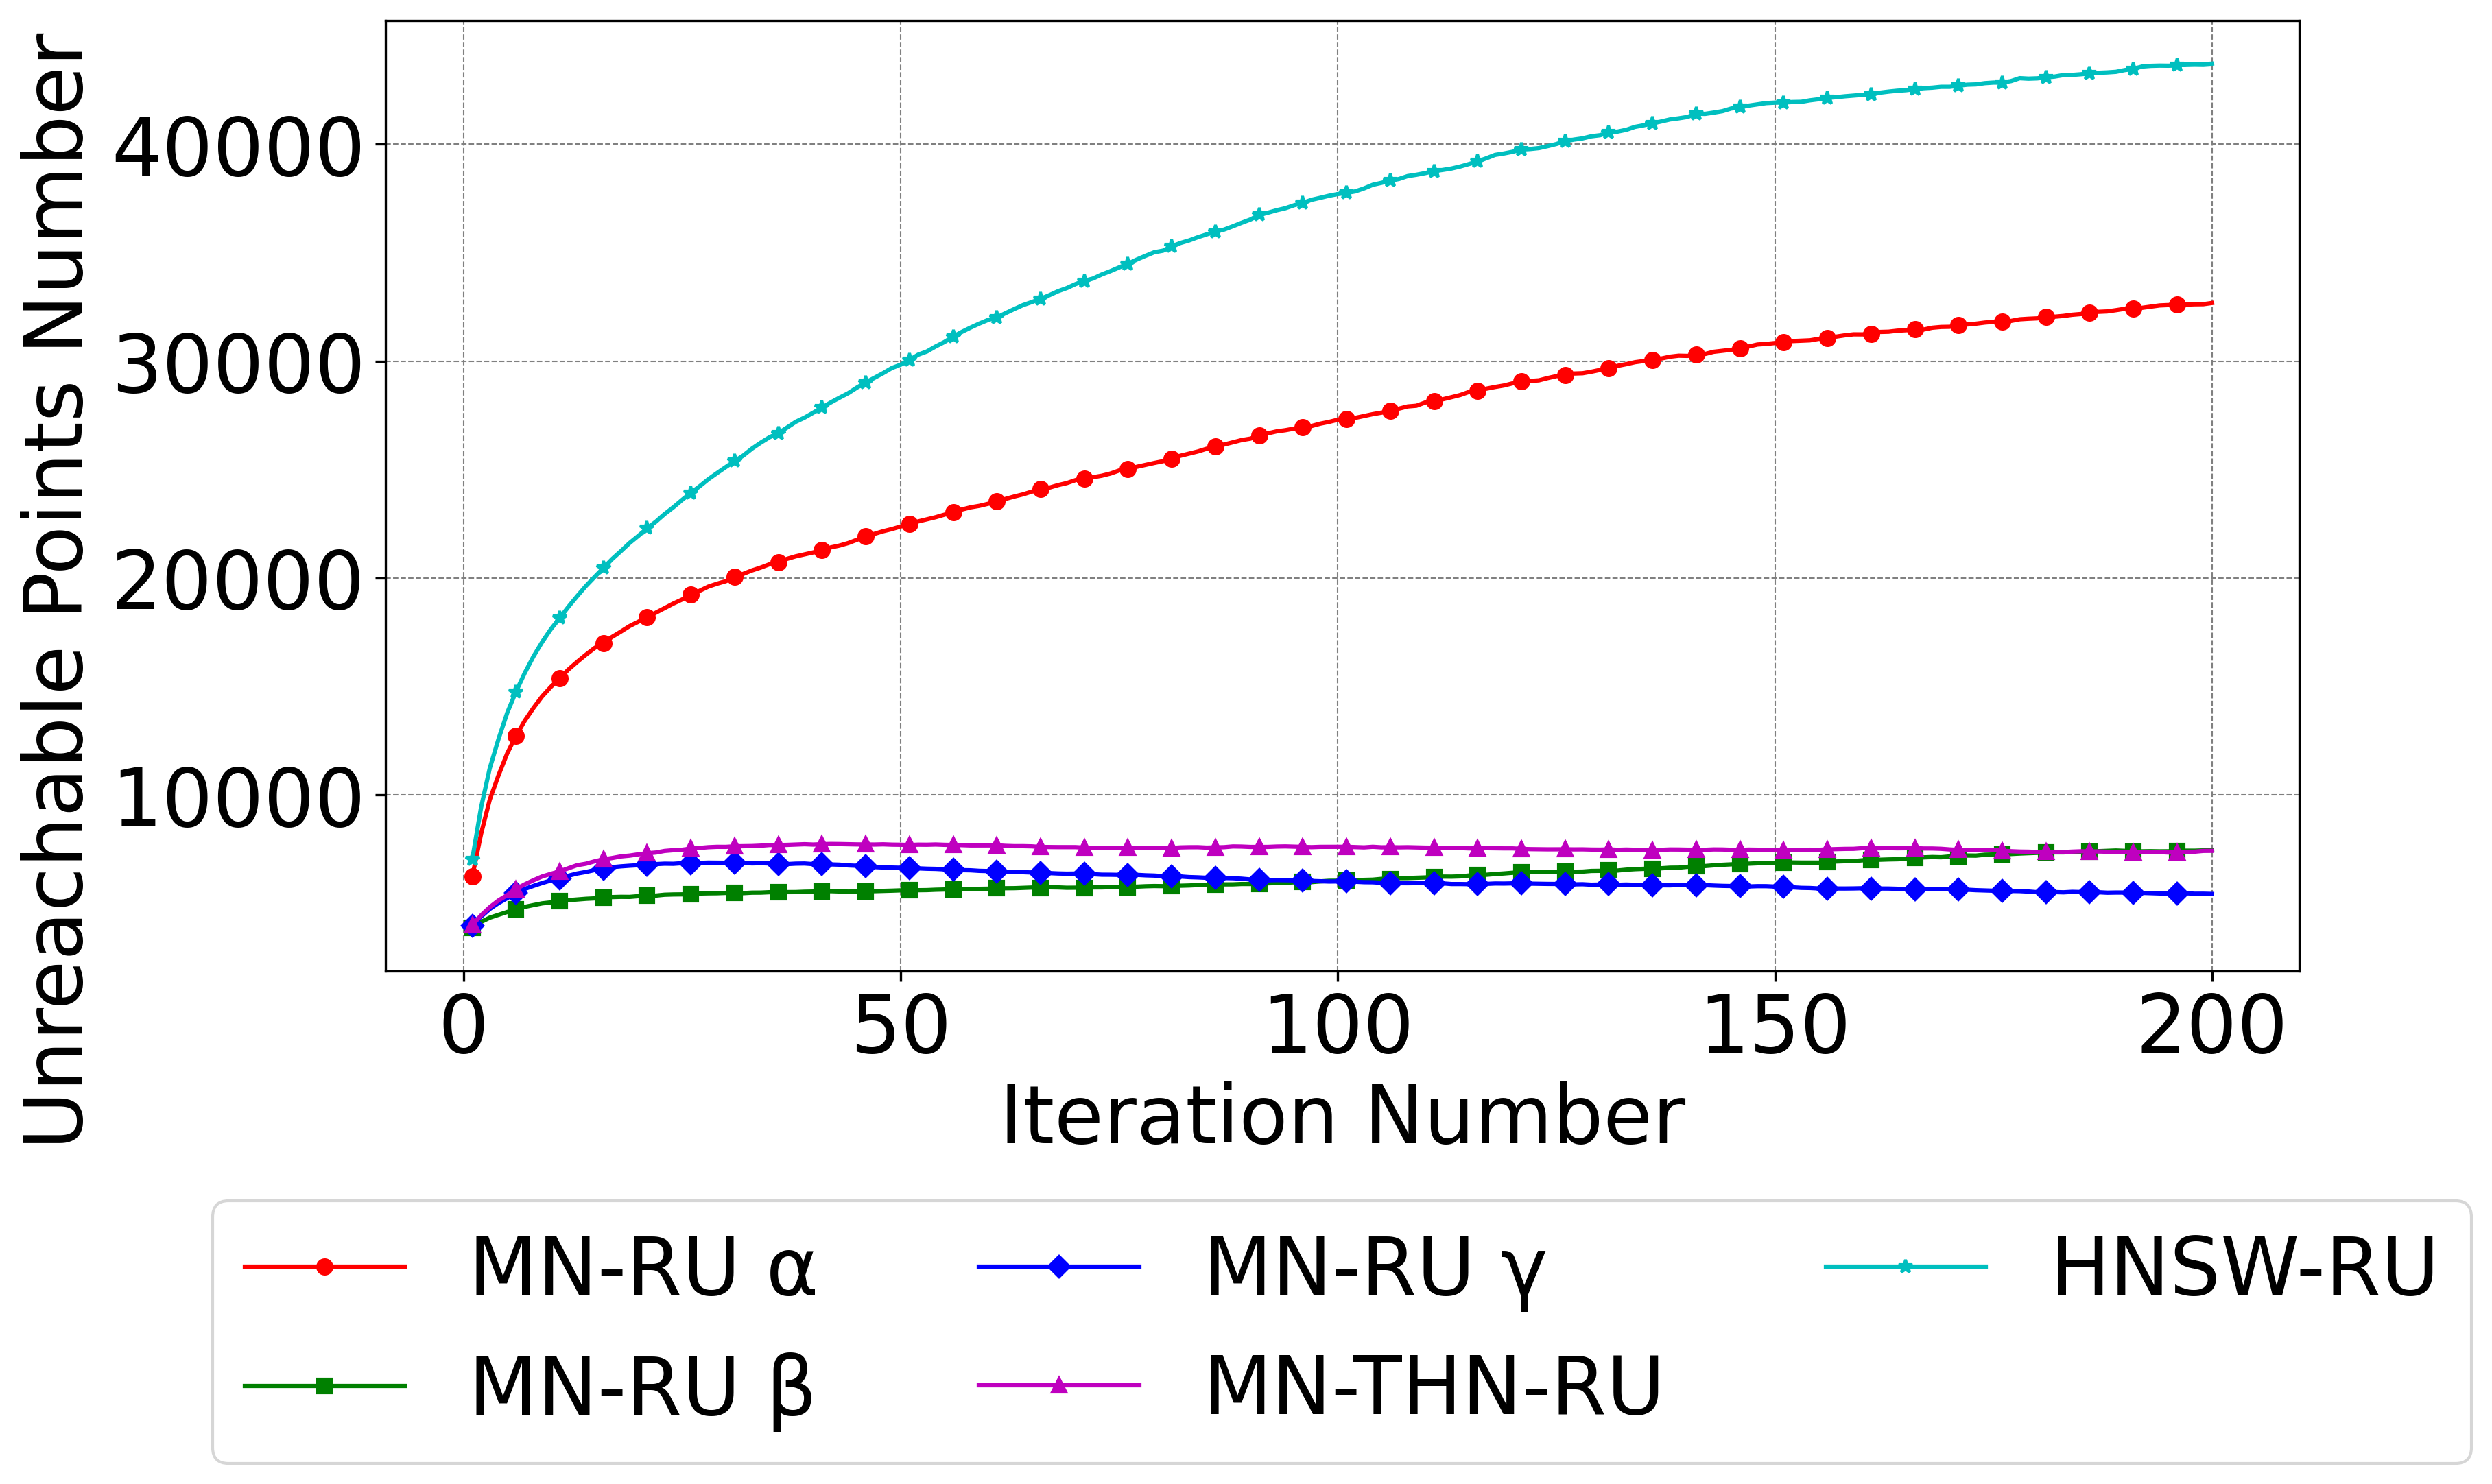 Unreachable Points Number
40000
30000
20000
10000
0 50 100 150 200
Iteration Number
MN-RU α MN-RU γ HNSW-RU
MN-RU β MN-THN-RU